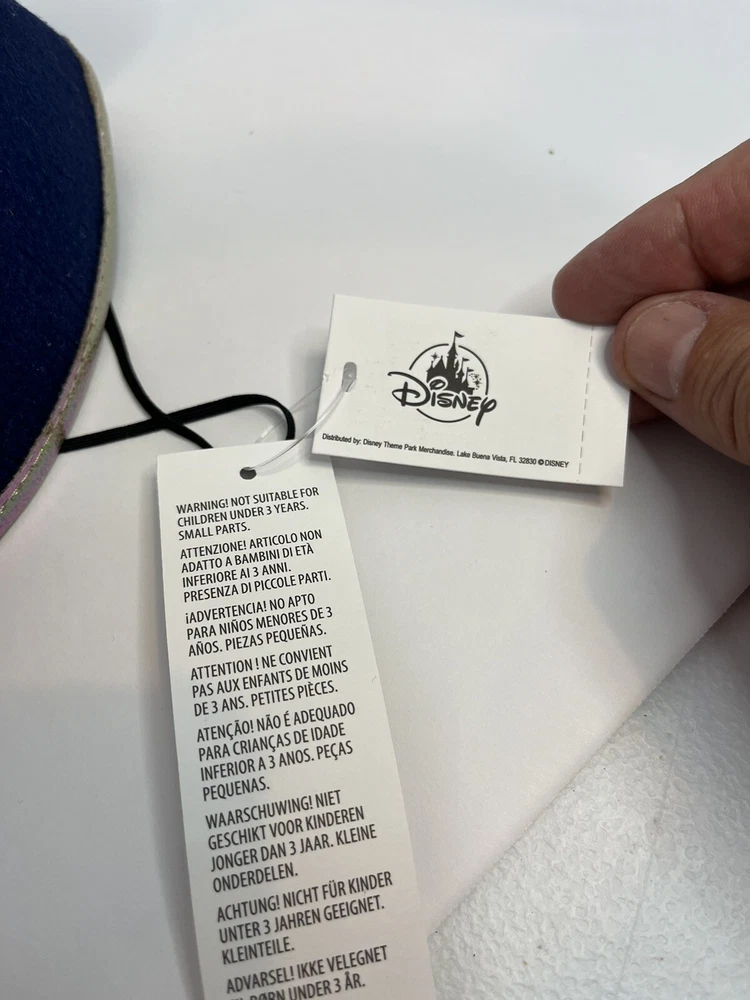 Disney
Distributed by: Disney Theme Park Merchandise. Lake Buena Vista, FL 32830 © DISNEY
WARNING! NOT SUITABLE FOR
CHILDREN UNDER 3 YEARS.
SMALL PARTS.
ATTENZIONE! ARTICOLO NON
ADATTO A BAMBINI DI ETÀ
INFERIORE AI 3 ANNI.
PRESENZA DI PICCOLE PARTI.
¡ADVERTENCIA! NO APTO
PARA NIÑOS MENORES DE 3
AÑOS. PIEZAS PEQUEÑAS.
ATTENTION ! NE CONVIENT
PAS AUX ENFANTS DE MOINS
DE 3 ANS. PETITES PIÈCES.
ATENÇÃO! NÃO É ADEQUADO
PARA CRIANÇAS DE IDADE
INFERIOR A 3 ANOS. PEÇAS
PEQUENAS.
WAARSCHUWING! NIET
GESCHIKT VOOR KINDEREN
JONGER DAN 3 JAAR. KLEINE
ONDERDELEN.
ACHTUNG! NICHT FÜR KINDER
UNTER 3 JAHREN GEEIGNET.
KLEINTEILE.
ADVARSEL! IKKE VELEGNET
BØRN UNDER 3 ÅR.